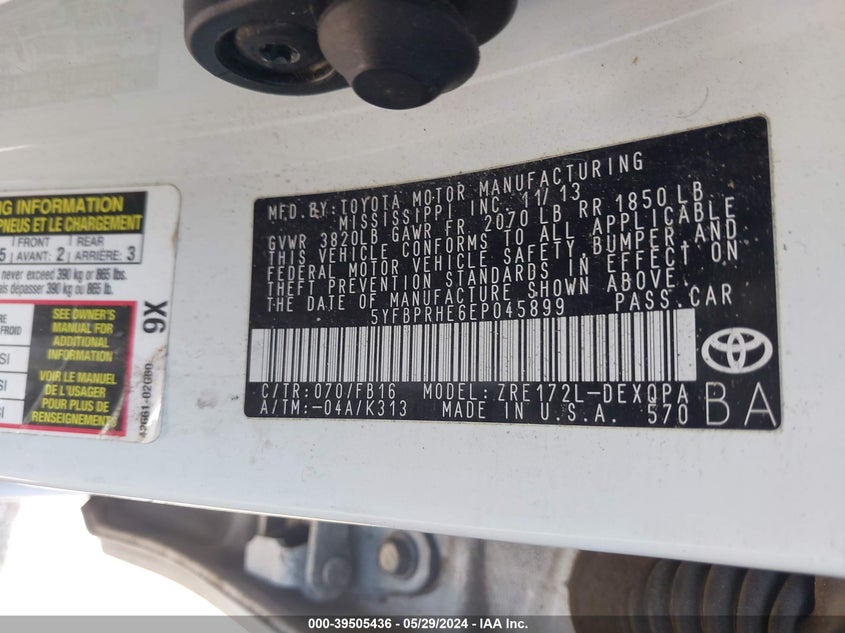 MFD. BY: TOYOTA MOTOR MANUFACTURING
MISSISSIPPI INC. 11/13
GVWR 3820LB GAWR FR. 2070 LB RR 1850 LB
THIS VEHICLE CONFORMS TO ALL APPLICABLE
FEDERAL MOTOR VEHICLE SAFETY, BUMPER, AND
THEFT PREVENTION STANDARDS IN EFFECT ON
THE DATE OF MANUFACTURE SHOWN ABOVE.
5YFBPRHE6EP045899 PASS. CAR
C/TR: 070/FB16 MODEL: ZRE172L-DEXQPA
A/TM: -04A/K313 MADE IN U.S.A. 570
BA
INFORMATION
PNEUS ET LE CHARGEMENT
FRONT REAR
5 AVANT: 2 ARRIÈRE: 3
never exceed 390 kg or 865 lbs.
dépasser 390 kg ou 865 lb.
SEE OWNER'S
MANUAL FOR
ADDITIONAL
INFORMATION
VOIR LE MANUEL
DE L'USAGER
POUR PLUS DE
RENSEIGNEMENTS
9X
000-39505436 - 05/29/2024 - IAA Inc.